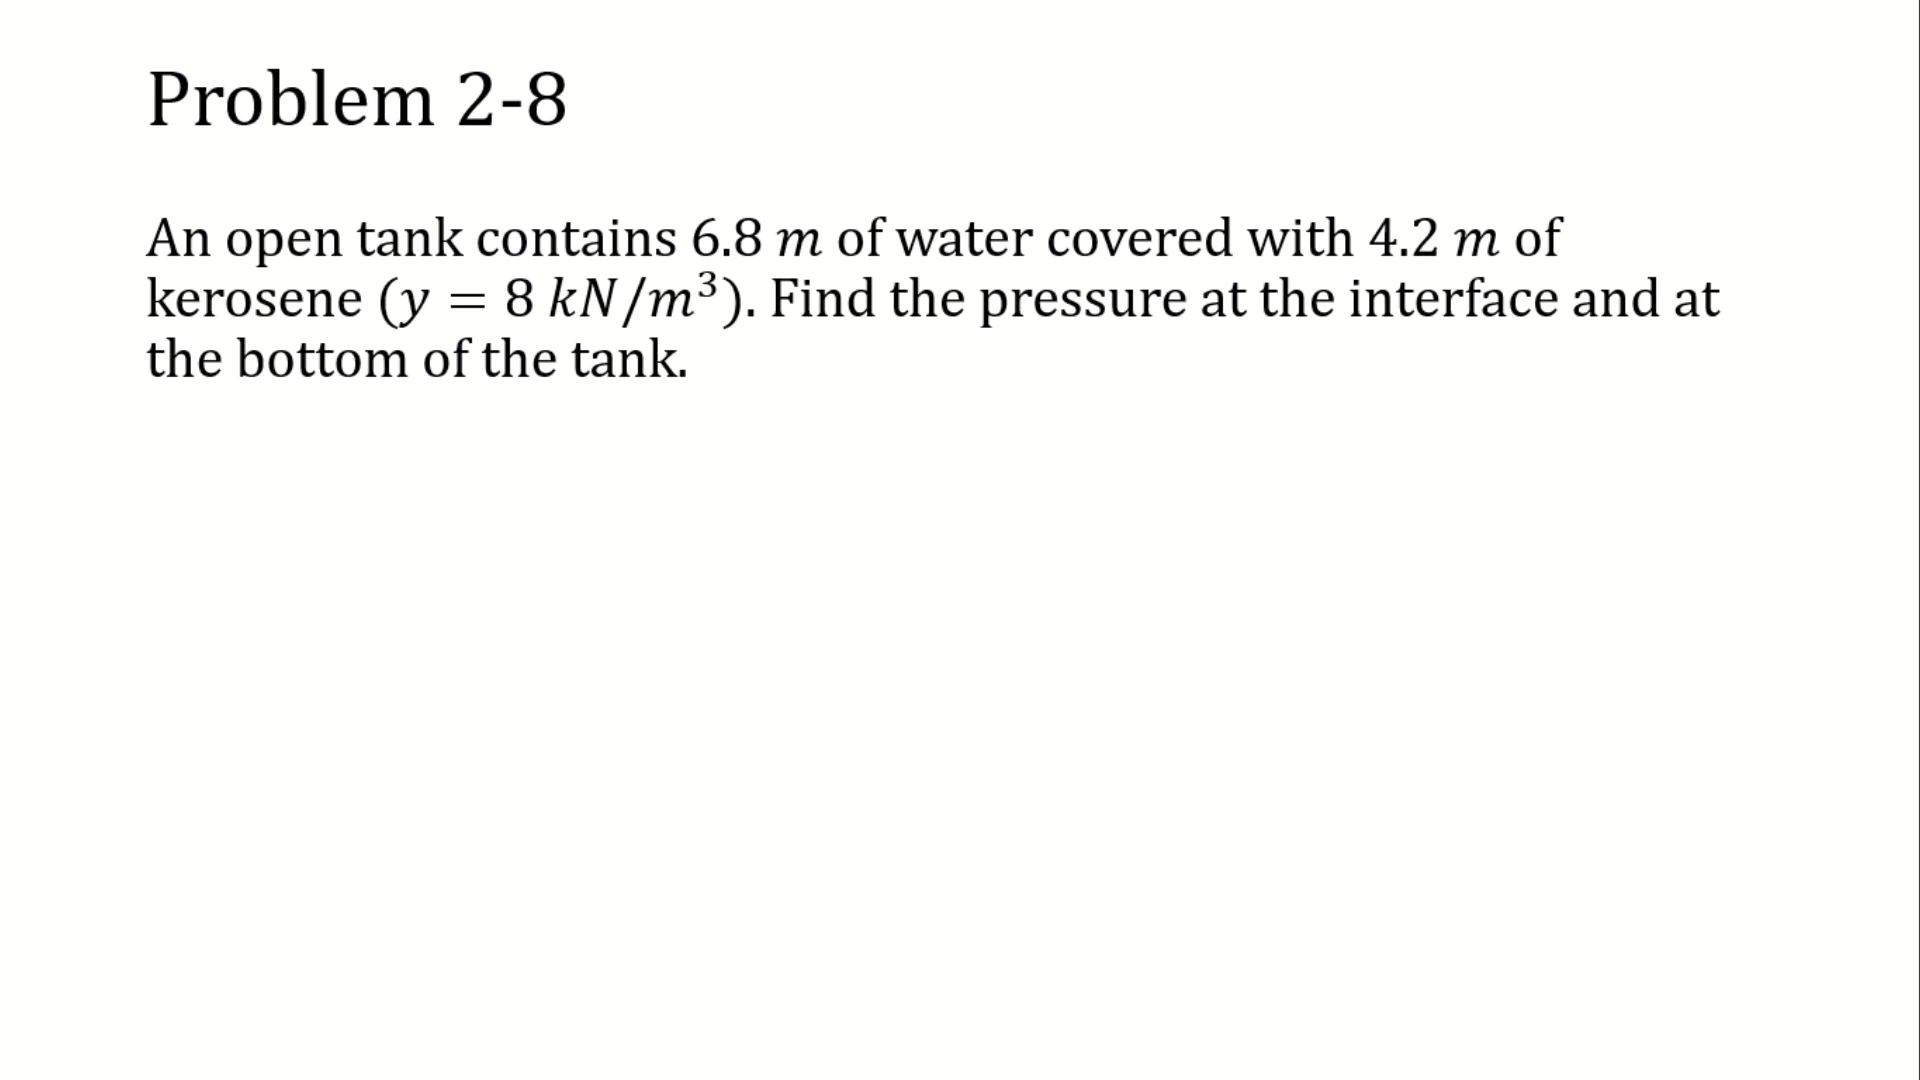 Problem 2-8
An open tank contains 6.8 m of water covered with 4.2 m of
kerosene (y = 8 kN/m³). Find the pressure at the interface and at
the bottom of the tank.